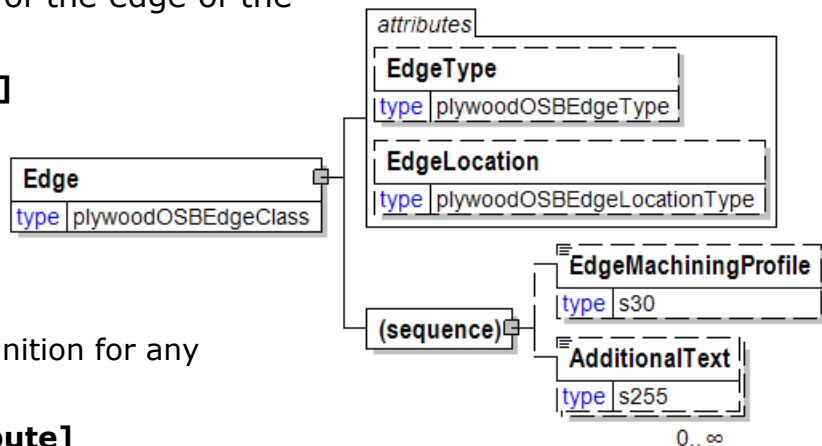 or the edge of the
]
nition for any
bute]
attributes
EdgeType
type plywoodOSBEdgeType
EdgeLocation
type plywoodOSBEdgeLocationType
Edge
type plywoodOSBEdgeClass
(sequence)
EdgeMachiningProfile
type s30
AdditionalText
type s255
0..∞